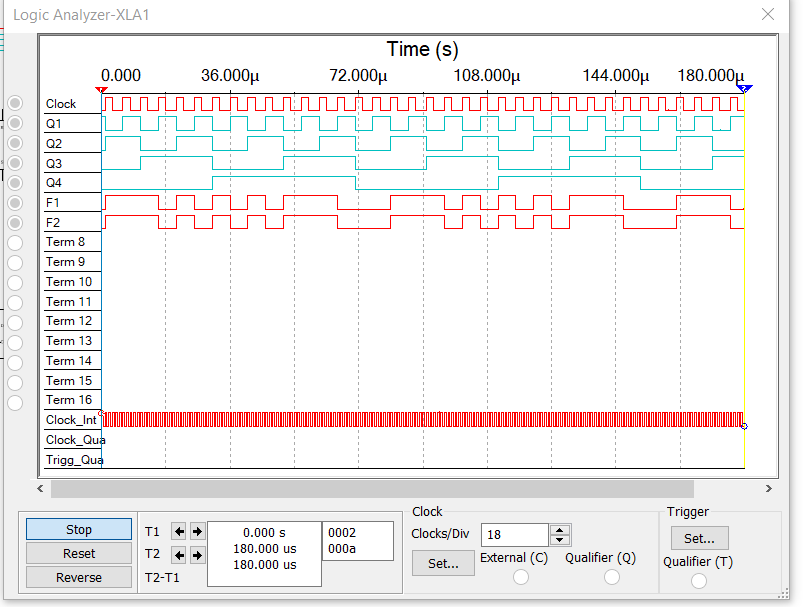 Logic Analyzer-XLA1
Time (s)
0.000 36.000µ 72.000µ 108.000µ 144.000µ 180.000µ
Clock
Q1
Q2
Q3
Q4
F1
F2
Term 8
Term 9
Term 10
Term 11
Term 12
Term 13
Term 14
Term 15
Term 16
Clock_Int
Clock_Qua
Trigg_Qua
Stop
Reset
Reverse
T1
T2
T2-T1
0.000 s
180.000 us
180.000 us
0002
000a
Clock
Clocks/Div 18
Set...
External (C) Qualifier (Q)
Trigger
Set...
Qualifier (T)